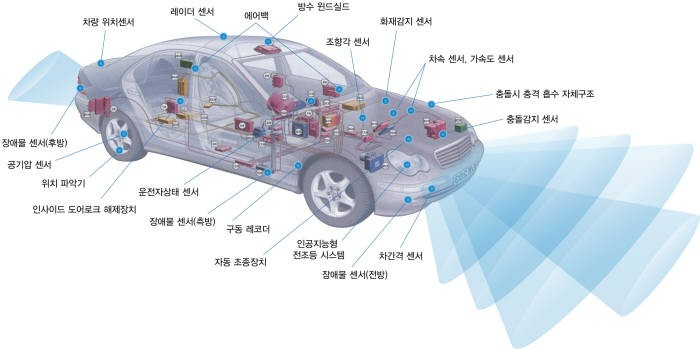 방수 윈드실드
레이더 센서
에어백
차량 위치센서
화재감지 센서
조향각 센서
차속 센서, 가속도 센서
충돌시 충격 흡수 자체구조
충돌감지 센서
장애물 센서(후방)
공기압 센서
위치 파악기
인사이드 도어로크 해제장치
운전자상태 센서
장애물 센서(측방)
구동 레코더
자동 조종장치
인공지능형
전조등 시스템
장애물 센서(전방)
차간격 센서